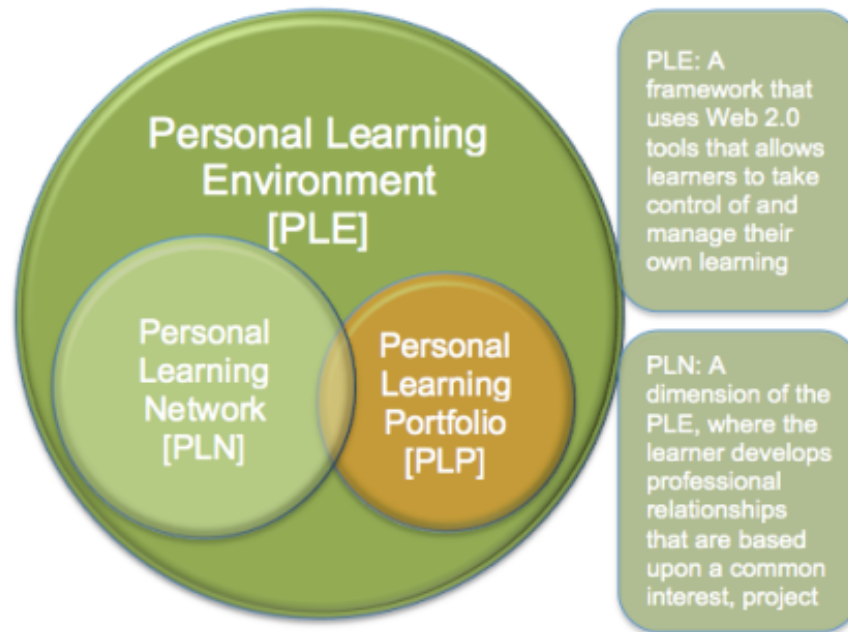 Personal Learning
Environment
[PLE]
Personal
Learning
Network
[PLN]
Personal
Learning
Portfolio
[PLP]
PLE: A
framework that
uses Web 2.0
tools that allows
learners to take
control of and
manage their
own learning
PLN: A
dimension of the
PLE, where the
learner develops
professional
relationships
that are based
upon a common
interest, project